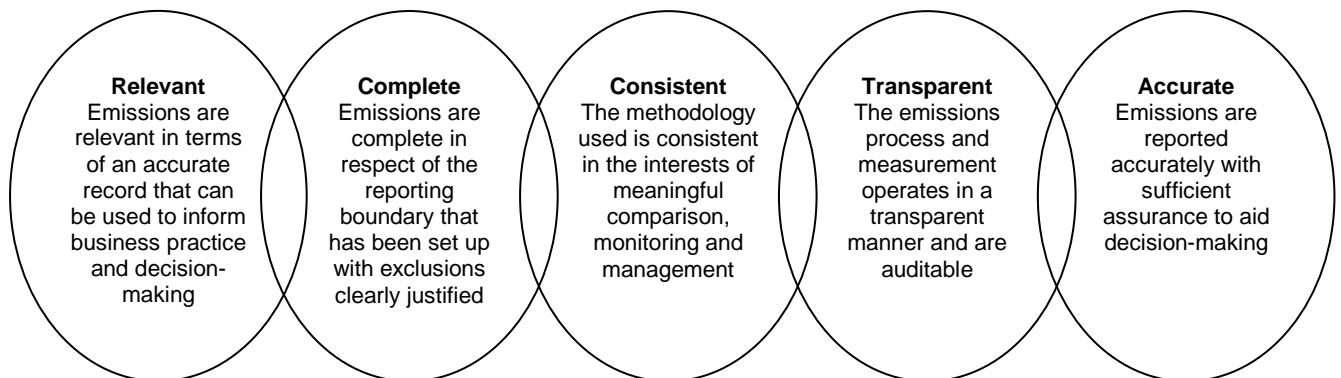 Relevant
Emissions are
relevant in terms
of an accurate
record that can
be used to inform
business practice
and decision-
making
Complete
Emissions are
complete in
respect of the
reporting
boundary that
has been set up
with exclusions
clearly justified
Consistent
The methodology
used is consistent
in the interests of
meaningful
comparison,
monitoring and
management
Transparent
The emissions
process and
measurement
operates in a
transparent
manner and are
auditable
Accurate
Emissions are
reported
accurately with
sufficient
assurance to aid
decision-making